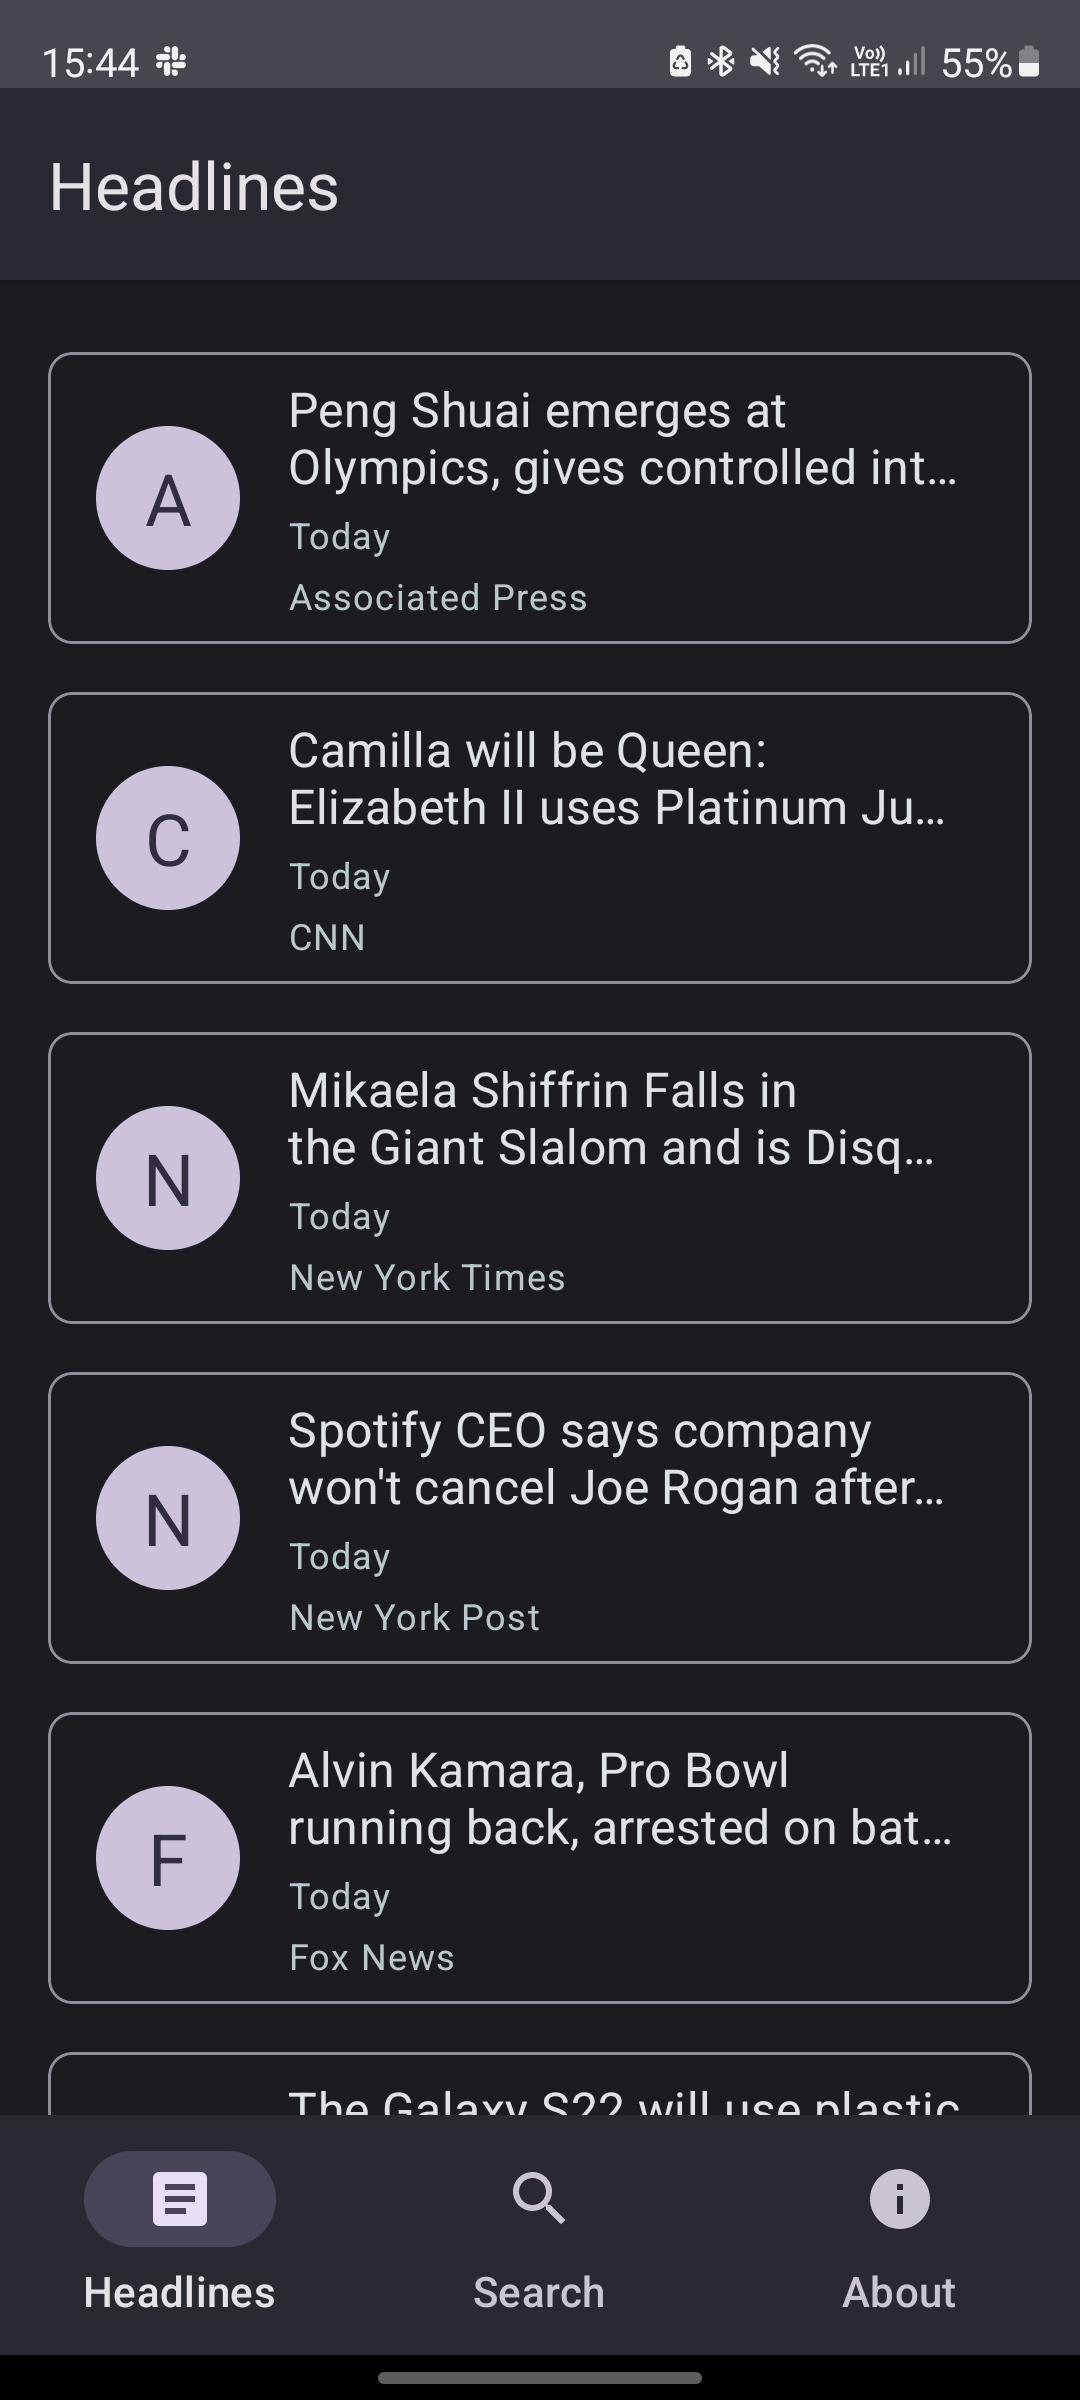 15:44
Vo))
LTE1
55%
Headlines
A
Peng Shuai emerges at
Olympics, gives controlled int…
Today
Associated Press
C
Camilla will be Queen:
Elizabeth II uses Platinum Ju…
Today
CNN
N
Mikaela Shiffrin Falls in
the Giant Slalom and is Disq…
Today
New York Times
N
Spotify CEO says company
won't cancel Joe Rogan after…
Today
New York Post
F
Alvin Kamara, Pro Bowl
running back, arrested on bat…
Today
Fox News
The Galaxy S22 will use plastic
Headlines
Search
About